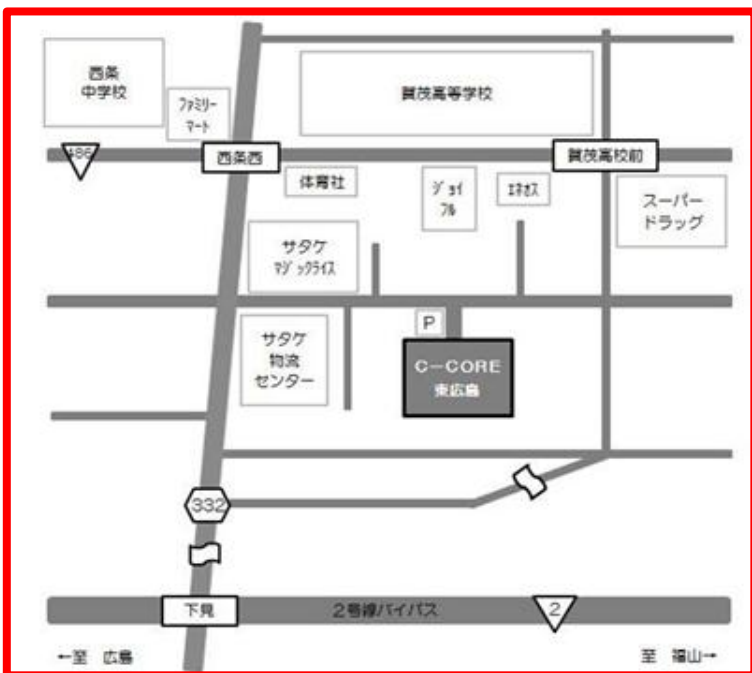 西条
中学校
ファミリー
マート
賀茂高等学校
486
西条西
賀茂高校前
体育社
ジョイ
フル
エネオス
スーパー
ドラッグ
サタケ
マジックライス
P
サタケ
物流
センター
C-CORE
東広島
332
下見
2号線バイパス
2
←至 広島
至 福山→